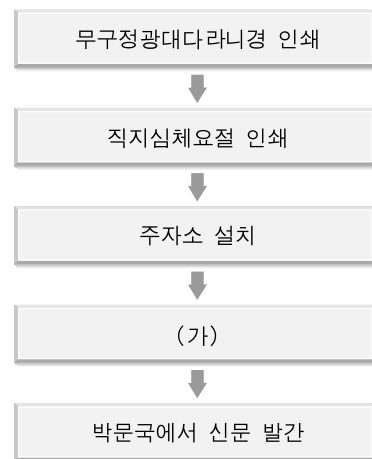 무구정광대다라니경 인쇄
직지심체요절 인쇄
주자소 설치
(가)
박문국에서 신문 발간